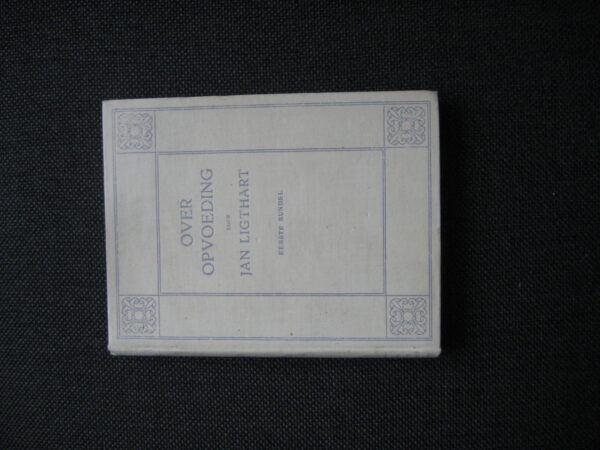 OVER
OPVOEDING
DOOR
JAN LIGTHART
EERSTE BUNDEL